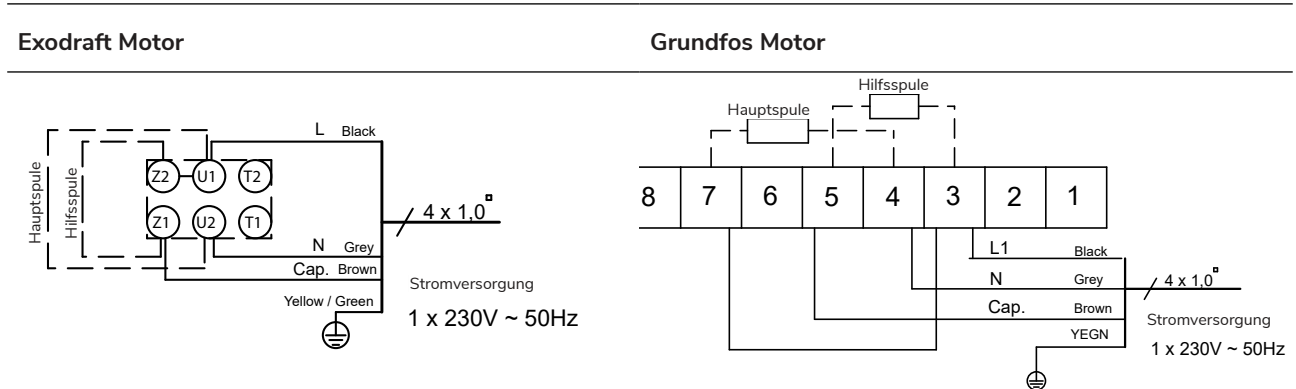 Exodraft Motor
Grundfos Motor
L Black
Z2 U1 T2
Z1 U2 T1
Hauptspule
Hilfsspule
N Grey
Cap. Brown
Yellow / Green
4 x 1,0
Stromversorgung
1 x 230V ~ 50Hz
Hilfsspule
Hauptspule
8 7 6 5 4 3 2 1
L1 Black
N Grey
Cap. Brown
YEGN
4 x 1,0
Stromversorgung
1 x 230V ~ 50Hz